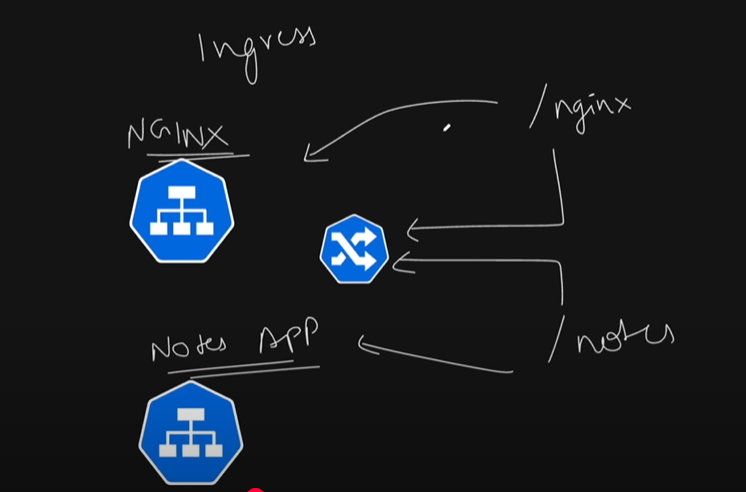 Ingress
/nginx
NGINX
Notes APP
/notes